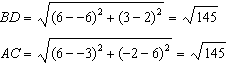 BD = √((6 − −6)² + (3 − 2)²) = √145
AC = √((6 − −3)² + (−2 − 6)²) = √145